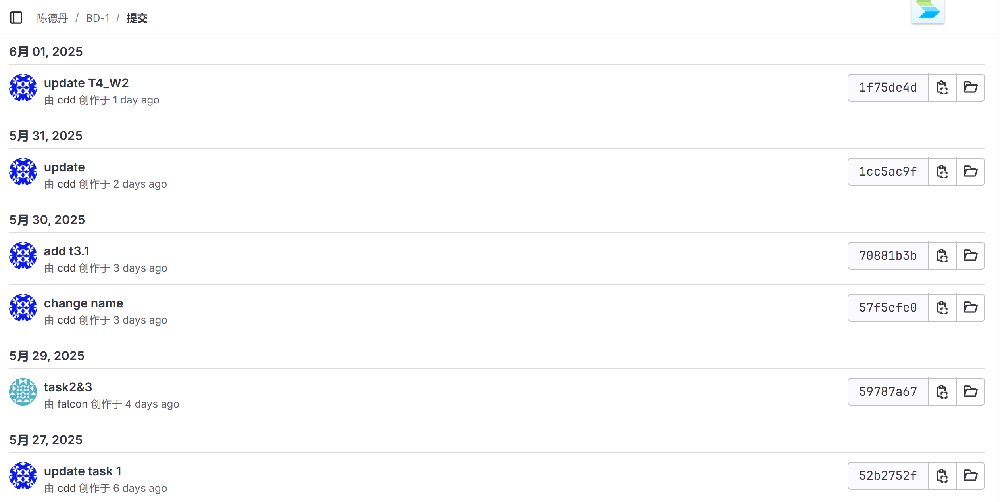 陈德丹 / BD-1 / 提交
6月 01, 2025
update T4_W2
1f75de4d
由 cdd 创作于 1 day ago
5月 31, 2025
update
1cc5ac9f
由 cdd 创作于 2 days ago
5月 30, 2025
add t3.1
70881b3b
由 cdd 创作于 3 days ago
change name
57f5efe0
由 cdd 创作于 3 days ago
5月 29, 2025
task2&3
59787a67
由 falcon 创作于 4 days ago
5月 27, 2025
update task 1
52b2752f
由 cdd 创作于 6 days ago